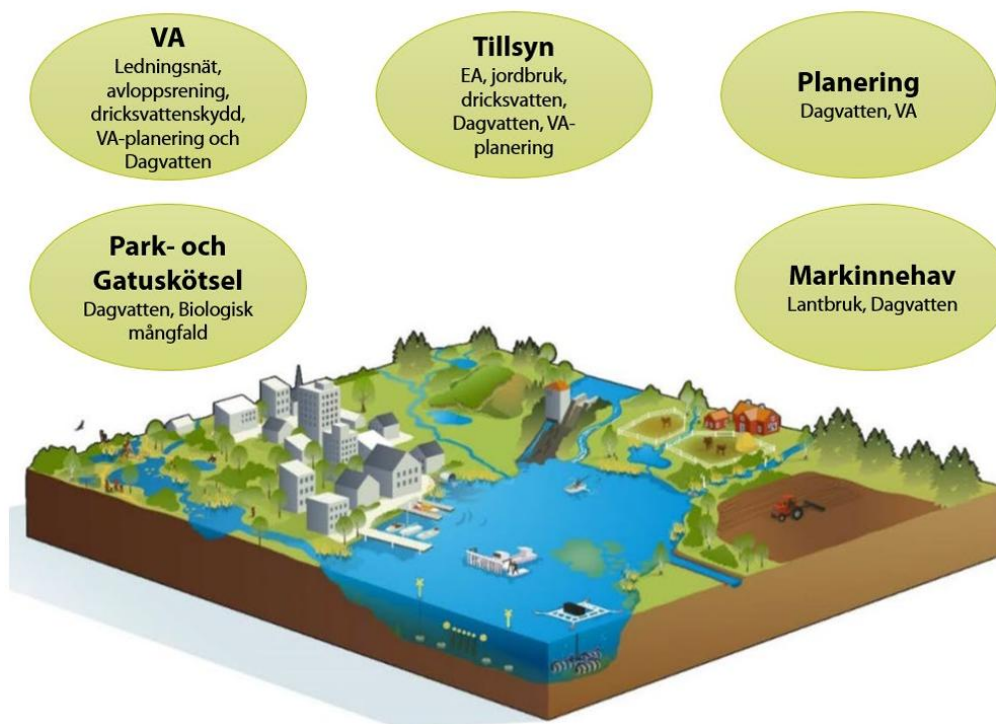 VA
Ledningsnät,
avloppsrening,
dricksvattenskydd,
VA-planering och
Dagvatten
Tillsyn
EA, jordbruk,
dricksvatten,
Dagvatten, VA-
planering
Planering
Dagvatten, VA
Park- och
Gatuskötsel
Dagvatten, Biologisk
mångfald
Markinnehav
Lantbruk, Dagvatten